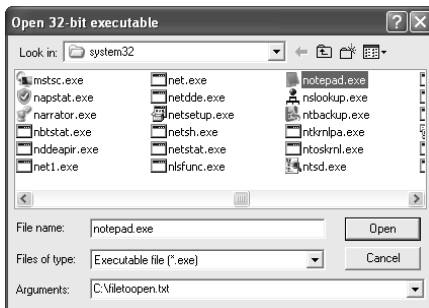 Open 32-bit executable
Look in: system32
mstsc.exe net.exe notepad.exe
napstat.exe netdde.exe nslookup.exe
narrator.exe netsetup.exe ntbackup.exe
nbtstat.exe netsh.exe ntkrnlpa.exe
nddeapir.exe netstat.exe ntoskrnl.exe
net1.exe nlsfunc.exe ntsd.exe
File name: notepad.exe Open
Files of type: Executable file (*.exe) Cancel
Arguments: C:\filetoopen.txt